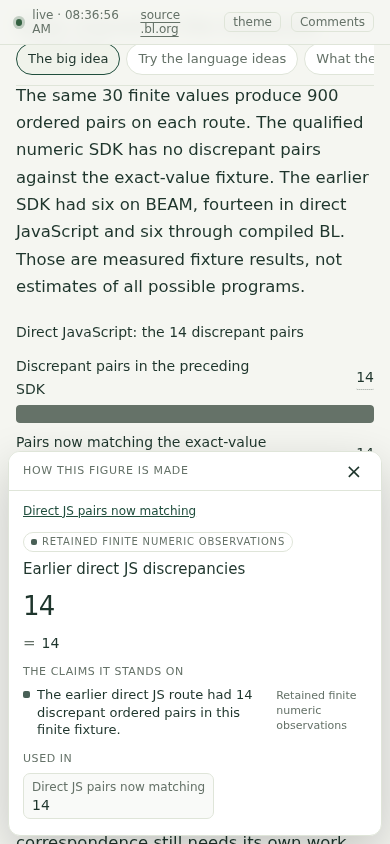 live · 08:36:56 AM
source.bl.org
theme
Comments
The big idea
Try the language ideas
What the
The same 30 finite values produce 900
ordered pairs on each route. The qualified
numeric SDK has no discrepant pairs
against the exact-value fixture. The earlier
SDK had six on BEAM, fourteen in direct
JavaScript and six through compiled BL.
Those are measured fixture results, not
estimates of all possible programs.
Direct JavaScript: the 14 discrepant pairs
Discrepant pairs in the preceding
SDK
14
Pairs now matching the exact-value
HOW THIS FIGURE IS MADE
×
Direct JS pairs now matching
RETAINED FINITE NUMERIC OBSERVATIONS
Earlier direct JS discrepancies
14
= 14
THE CLAIMS IT STANDS ON
The earlier direct JS route had 14
discrepant ordered pairs in this
finite fixture.
Retained finite
numeric
observations
USED IN
Direct JS pairs now matching
14
correspondence still needs its own work